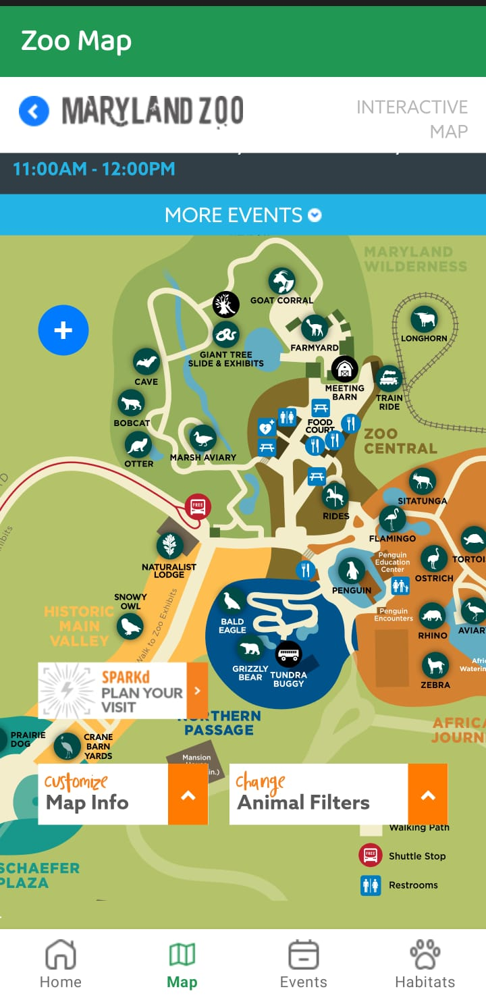 Zoo Map
MARYLAND ZOO
INTERACTIVE
MAP
11:00AM - 12:00PM
MORE EVENTS
MARYLAND
WILDERNESS
GOAT CORRAL
LONGHORN
FARMYARD
GIANT TREE
SLIDE & EXHIBITS
CAVE
MEETING
BARN
TRAIN
RIDE
BOBCAT
FOOD
COURT
ZOO
CENTRAL
OTTER
MARSH AVIARY
SITATUNGA
FREE
RIDES
FLAMINGO
NATURALIST
LODGE
Penguin
Education
Center
TORTOI
OSTRICH
PENGUIN
SNOWY
OWL
HISTORIC
MAIN
VALLEY
Walk to Zoo Exhibits
BALD
EAGLE
Penguin
Encounters
RHINO
AVIAR
GRIZZLY
BEAR
TUNDRA
BUGGY
Afri
Waterin
ZEBRA
SPARKd
PLAN YOUR
VISIT
NORTHERN
PASSAGE
AFRICA
JOURN
PRAIRIE
DOG
CRANE
BARN
YARDS
Mansion
in.)
customize
Map Info
change
Animal Filters
Walking Path
FREE
Shuttle Stop
Restrooms
SCHAEFER
PLAZA
Home
Map
Events
Habitats